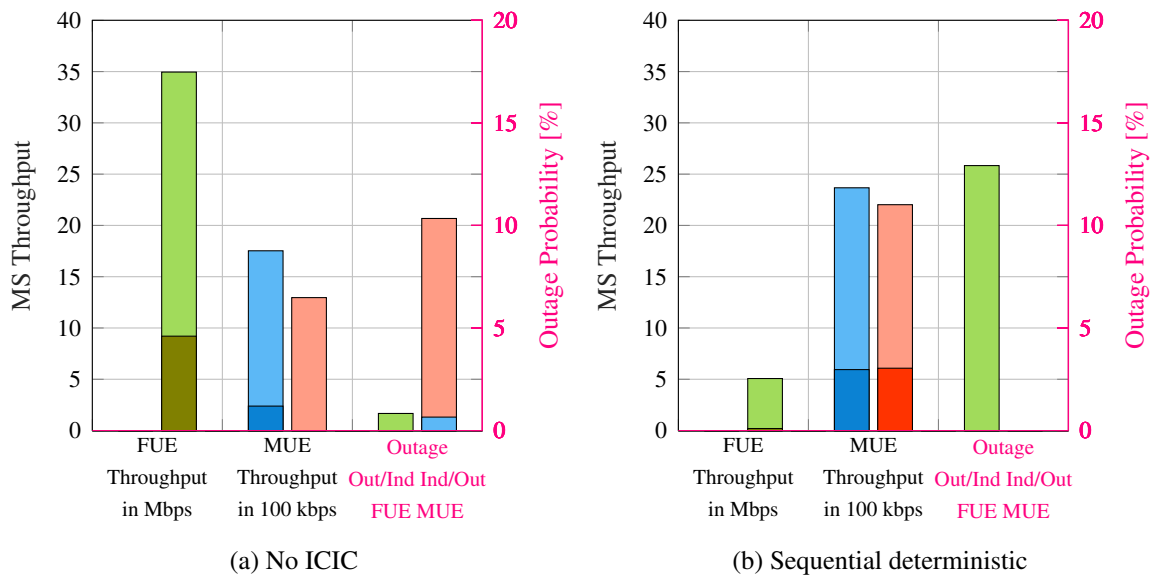 40
35
30
25
20
15
10
5
0
MS Throughput
20
15
10
5
0
Outage Probability [%]
FUE
Throughput
in Mbps
MUE
Throughput
in 100 kbps
Outage
Out/Ind Ind/Out
FUE MUE
(a) No ICIC
40
35
30
25
20
15
10
5
0
MS Throughput
20
15
10
5
0
Outage Probability [%]
FUE
Throughput
in Mbps
MUE
Throughput
in 100 kbps
Outage
Out/Ind Ind/Out
FUE MUE
(b) Sequential deterministic